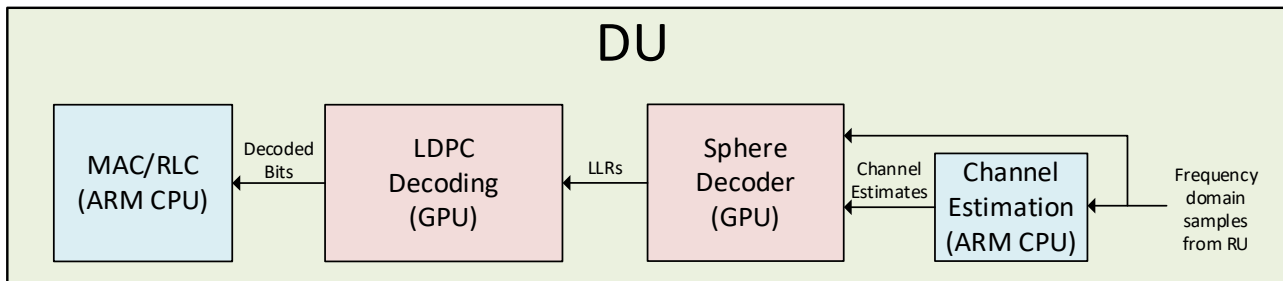 DU
MAC/RLC
(ARM CPU)
Decoded
Bits
LDPC
Decoding
(GPU)
LLRs
Sphere
Decoder
(GPU)
Channel
Estimates
Channel
Estimation
(ARM CPU)
Frequency
domain
samples
from RU